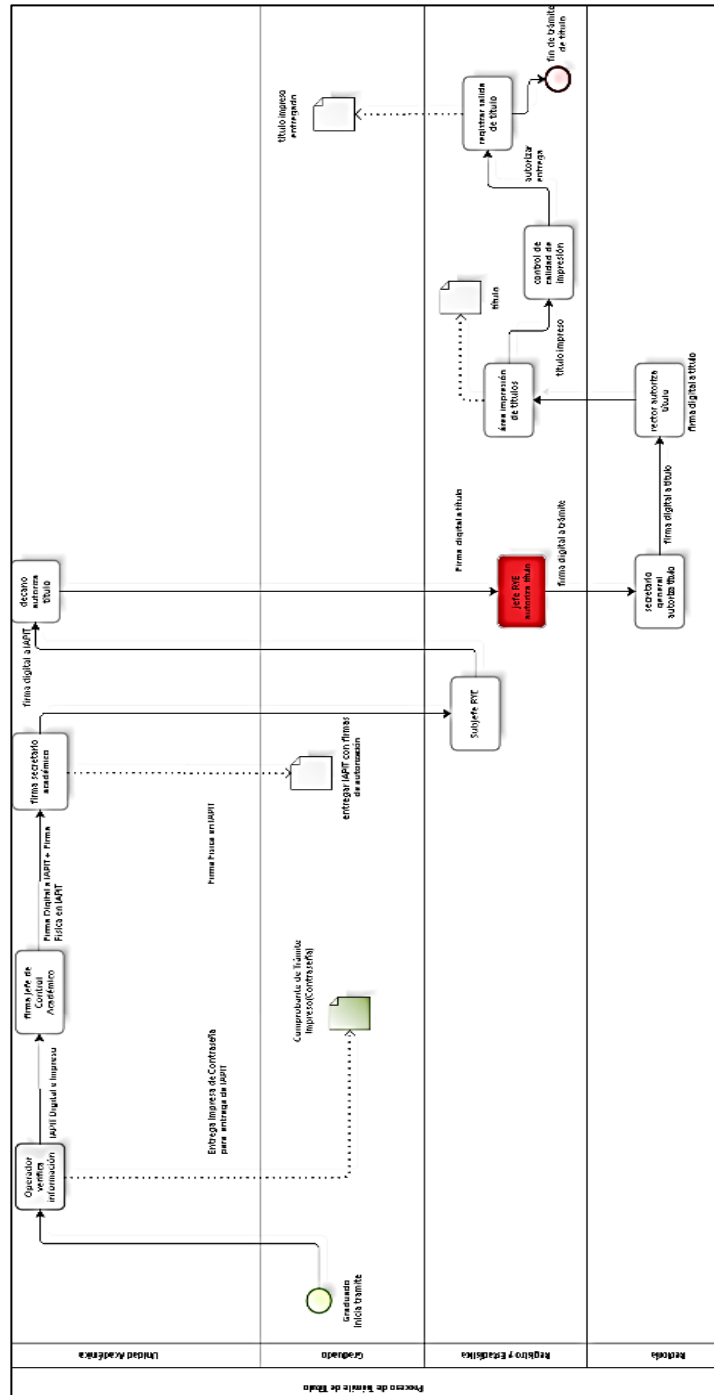 Proceso de Trámite de Título
Unidad Académica
Graduado
Registro y Estadística
Rectoría
Graduado
Inicia tramite
Operador
verifica
información
IAPIT Digital e Impreso
Entrega Impresa de Contraseña
para entrega de IAPIT
Comprobante de Trámite
Impreso(Contraseña)
firma Jefe de
Control
Académico
Firma Digital a IAPIT + Firma
Física en IAPIT
firma secretario
académico
Firma Física en IAPIT
entregar IAPIT con firmas
de autorización
Subjefe RYE
firma digital a IAPIT
decano
autoriza
título
Firma digital a título
Jefe RYE
autoriza título
firma digital a trámite
secretario
general
autoriza título
firma digital a título
rector autoriza
título
firma digital a título
área impresión
de títulos
título
título impreso
control de
calidad de
impresión
autorizar
entrega
registrar salida
de título
título impreso
entregado
fin de trámite
de título